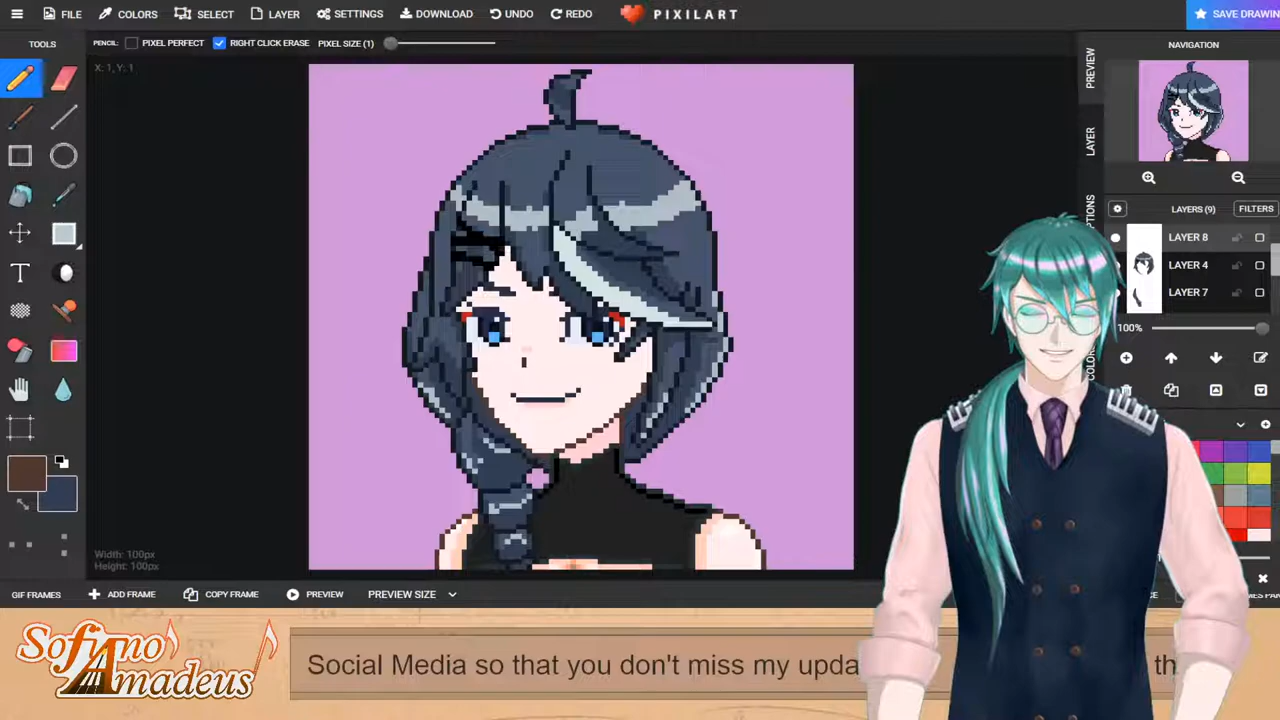 FILE COLORS SELECT LAYER SETTINGS DOWNLOAD UNDO REDO PIXILART SAVE DRAWIN
TOOLS
PENCIL: PIXEL PERFECT RIGHT CLICK ERASE PIXEL SIZE (1)
X: 1, Y: 1
NAVIGATION
PREVIEW
LAYER
LAYERS (9) FILTERS
LAYER 8
LAYER 4
LAYER 7
100%
Width: 100px
Height: 100px
GIF FRAMES ADD FRAME COPY FRAME PREVIEW PREVIEW SIZE
Sofiano
Amadeus
Social Media so that you don't miss my upda
th